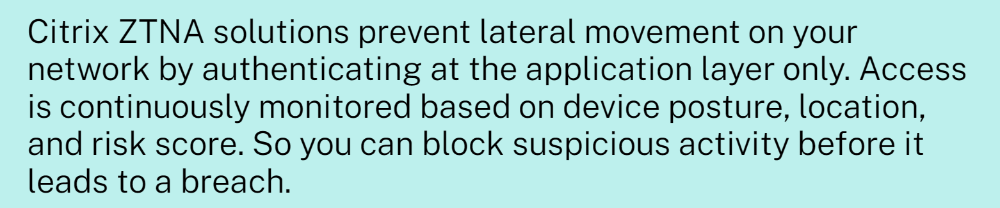 Citrix ZTNA solutions prevent lateral movement on your
network by authenticating at the application layer only. Access
is continuously monitored based on device posture, location,
and risk score. So you can block suspicious activity before it
leads to a breach.